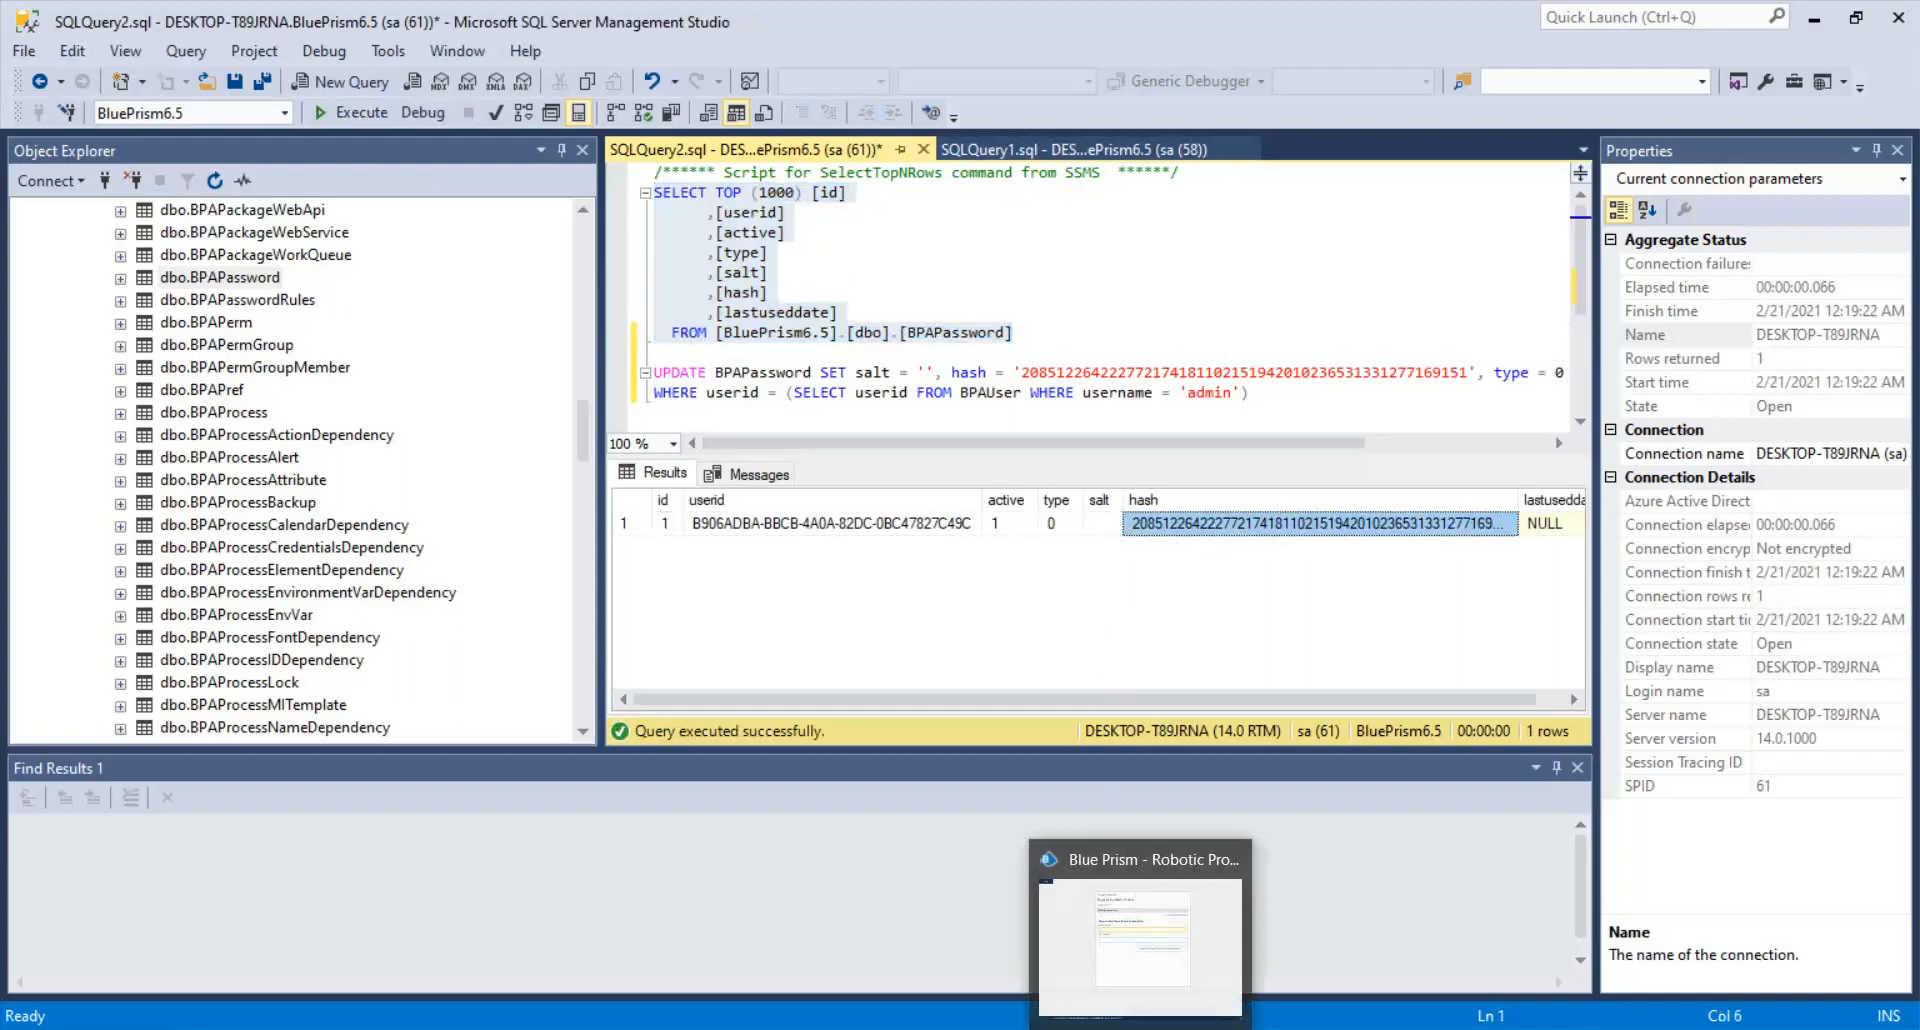 SQLQuery2.sql - DESKTOP-T89JRNA.BluePrism6.5 (sa (61))* - Microsoft SQL Server Management Studio
Quick Launch (Ctrl+Q)
File Edit View Query Project Debug Tools Window Help
New Query
MDX DMX XMLA DAX
Generic Debugger
BluePrism6.5
Execute Debug
Object Explorer
Connect
dbo.BPAPackageWebApi
dbo.BPAPackageWebService
dbo.BPAPackageWorkQueue
dbo.BPAPassword
dbo.BPAPasswordRules
dbo.BPAPerm
dbo.BPAPermGroup
dbo.BPAPermGroupMember
dbo.BPAPref
dbo.BPAProcess
dbo.BPAProcessActionDependency
dbo.BPAProcessAlert
dbo.BPAProcessAttribute
dbo.BPAProcessBackup
dbo.BPAProcessCalendarDependency
dbo.BPAProcessCredentialsDependency
dbo.BPAProcessElementDependency
dbo.BPAProcessEnvironmentVarDependency
dbo.BPAProcessEnvVar
dbo.BPAProcessFontDependency
dbo.BPAProcessIDDependency
dbo.BPAProcessLock
dbo.BPAProcessMITemplate
dbo.BPAProcessNameDependency
SQLQuery2.sql - DES...ePrism6.5 (sa (61))*
SQLQuery1.sql - DES...ePrism6.5 (sa (58))
/****** Script for SelectTopNRows command from SSMS ******/
SELECT TOP (1000) [id]
,[userid]
,[active]
,[type]
,[salt]
,[hash]
,[lastuseddate]
FROM [BluePrism6.5].[dbo].[BPAPassword]
UPDATE BPAPassword SET salt = '', hash = '208512264222772174181102151942010236531331277169151', type = 0
WHERE userid = (SELECT userid FROM BPAUser WHERE username = 'admin')
100 %
Results Messages
id userid active type salt hash lastusedda
1 1 B906ADBA-BBCB-4A0A-82DC-0BC47827C49C 1 0 208512264222772174181102151942010236531331277169... NULL
Query executed successfully.
DESKTOP-T89JRNA (14.0 RTM) sa (61) BluePrism6.5 00:00:00 1 rows
Properties
Current connection parameters
Aggregate Status
Connection failures
Elapsed time 00:00:00.066
Finish time 2/21/2021 12:19:22 AM
Name DESKTOP-T89JRNA
Rows returned 1
Start time 2/21/2021 12:19:22 AM
State Open
Connection
Connection name DESKTOP-T89JRNA (sa)
Connection Details
Azure Active Direct
Connection elapse 00:00:00.066
Connection encryp Not encrypted
Connection finish t 2/21/2021 12:19:22 AM
Connection rows re 1
Connection start ti 2/21/2021 12:19:22 AM
Connection state Open
Display name DESKTOP-T89JRNA
Login name sa
Server name DESKTOP-T89JRNA
Server version 14.0.1000
Session Tracing ID
SPID 61
Name
The name of the connection.
Find Results 1
Blue Prism - Robotic Pro...
Ready
Ln 1
Col 6
INS